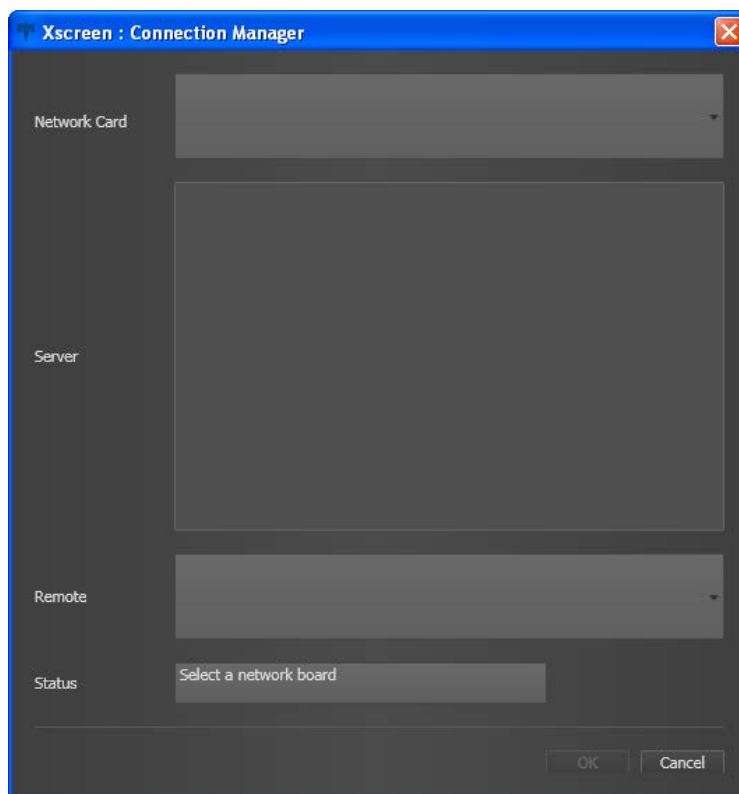 Xscreen : Connection Manager
Network Card
Server
Remote
Status
Select a network board
OK
Cancel